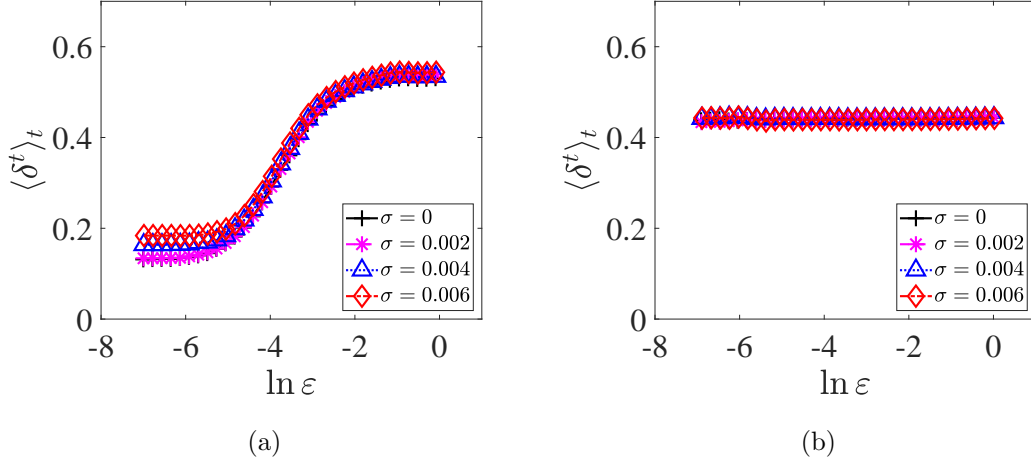 0.6
0.4
0.2
0
⟨δᵗ⟩ₜ
-8 -6 -4 -2 0
ln ε
σ = 0
σ = 0.002
σ = 0.004
σ = 0.006
(a)
0.6
0.4
0.2
0
⟨δᵗ⟩ₜ
-8 -6 -4 -2 0
ln ε
σ = 0
σ = 0.002
σ = 0.004
σ = 0.006
(b)